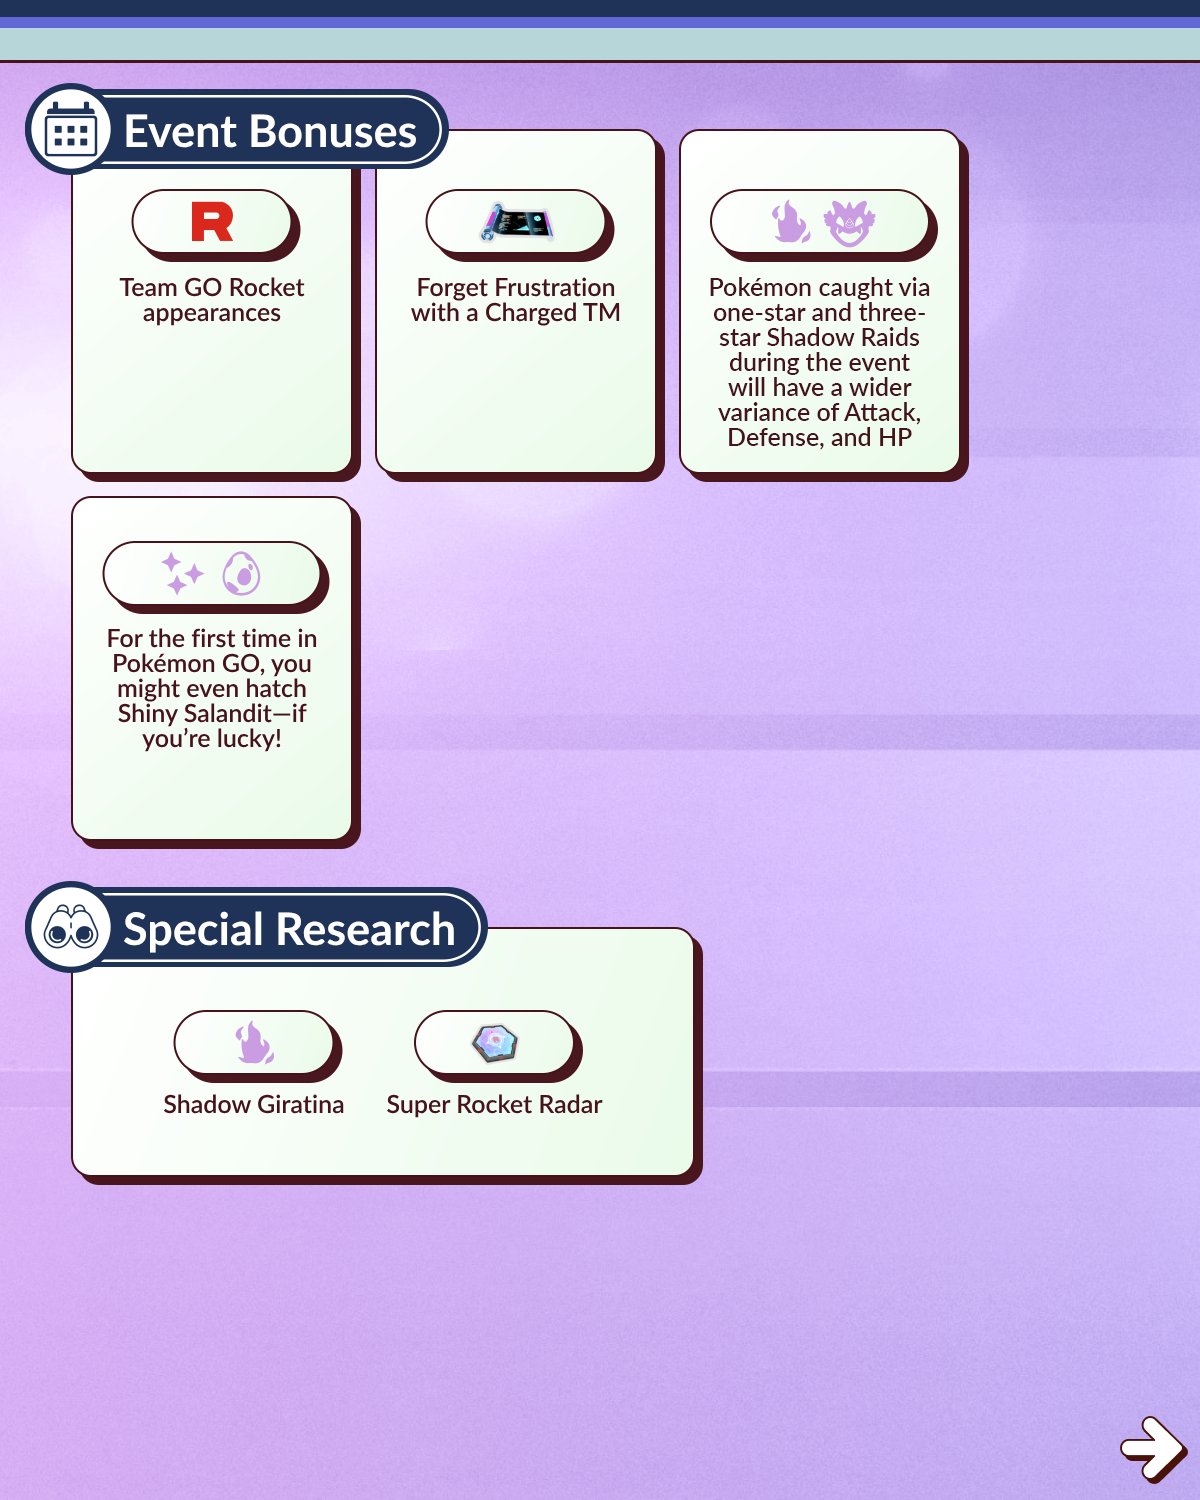 Event Bonuses
R
Team GO Rocket
appearances
Forget Frustration
with a Charged TM
Pokémon caught via
one-star and three-
star Shadow Raids
during the event
will have a wider
variance of Attack,
Defense, and HP
For the first time in
Pokémon GO, you
might even hatch
Shiny Salandit—if
you’re lucky!
Special Research
Shadow Giratina
Super Rocket Radar